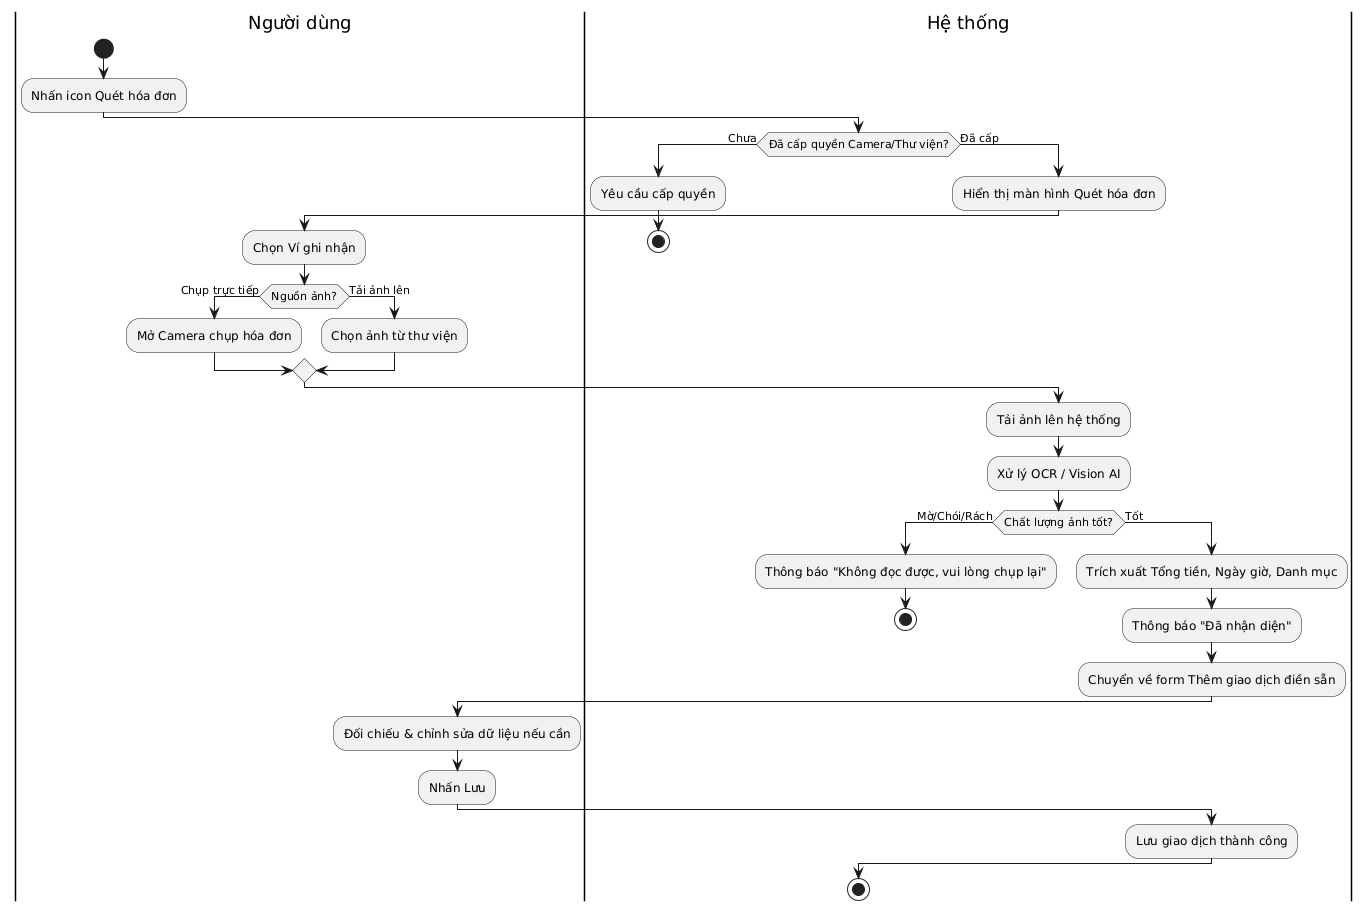 Người dùng
Hệ thống
Nhấn icon Quét hóa đơn
Đã cấp quyền Camera/Thư viện?
Chưa
Đã cấp
Yêu cầu cấp quyền
Hiển thị màn hình Quét hóa đơn
Chọn Ví ghi nhận
Nguồn ảnh?
Chụp trực tiếp
Tải ảnh lên
Mở Camera chụp hóa đơn
Chọn ảnh từ thư viện
Tải ảnh lên hệ thống
Xử lý OCR / Vision AI
Chất lượng ảnh tốt?
Mờ/Chói/Rách
Tốt
Thông báo "Không đọc được, vui lòng chụp lại"
Trích xuất Tổng tiền, Ngày giờ, Danh mục
Thông báo "Đã nhận diện"
Chuyển về form Thêm giao dịch điền sẵn
Đối chiếu & chỉnh sửa dữ liệu nếu cần
Nhấn Lưu
Lưu giao dịch thành công